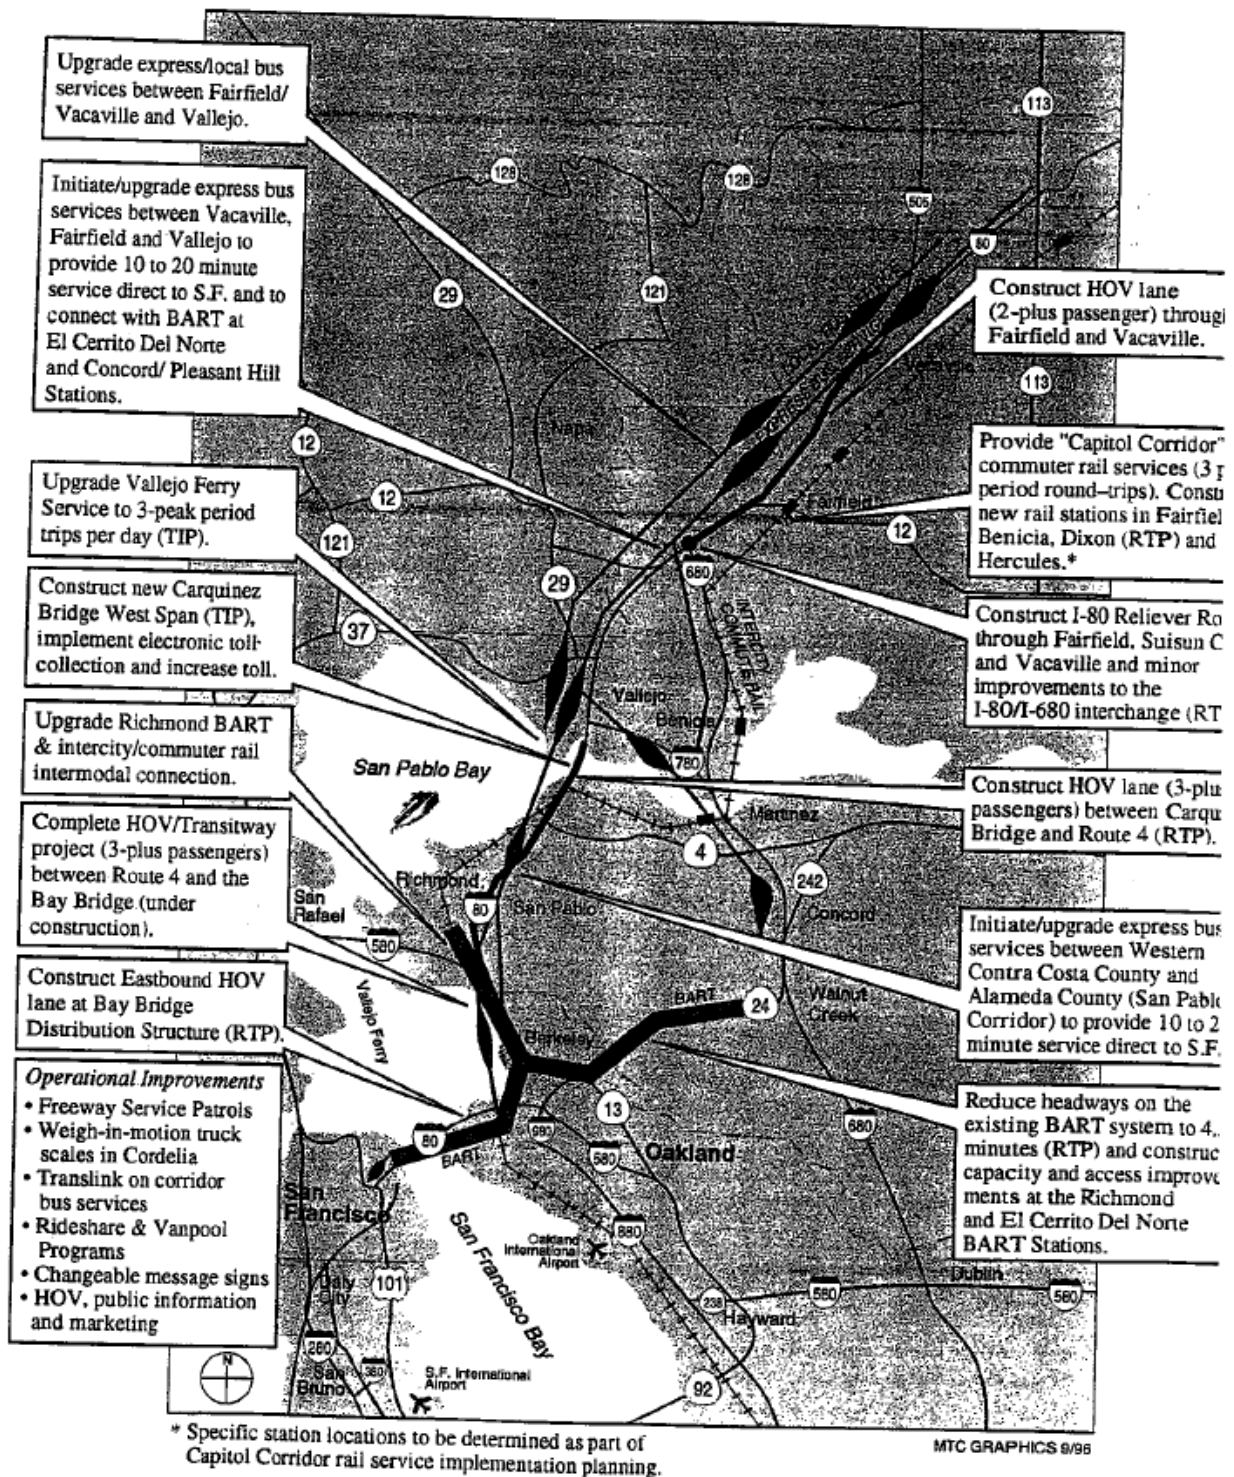 Upgrade express/local bus
services between Fairfield/
Vacaville and Vallejo.
Initiate/upgrade express bus
services between Vacaville,
Fairfield and Vallejo to
provide 10 to 20 minute
service direct to S.F. and to
connect with BART at
El Cerrito Del Norte
and Concord/ Pleasant Hill
Stations.
Upgrade Vallejo Ferry
Service to 3-peak period
trips per day (TIP).
Construct new Carquinez
Bridge West Span (TIP),
implement electronic toll
collection and increase toll.
Upgrade Richmond BART
& intercity/commuter rail
intermodal connection.
Complete HOV/Transitway
project (3-plus passengers)
between Route 4 and the
Bay Bridge (under
construction).
Construct Eastbound HOV
lane at Bay Bridge
Distribution Structure (RTP).
Operational Improvements
• Freeway Service Patrols
• Weigh-in-motion truck
scales in Cordelia
• Translink on corridor
bus services
• Rideshare & Vanpool
Programs
• Changeable message signs
• HOV, public information
and marketing
Construct HOV lane
(2-plus passenger) throug
Fairfield and Vacaville.
Provide "Capitol Corridor"
commuter rail services (3 p
period round–trips). Constu
new rail stations in Fairfiel
Benicia, Dixon (RTP) and
Hercules.*
Construct I-80 Reliever Ro
through Fairfield, Suisun C
and Vacaville and minor
improvements to the
I-80/I-680 interchange (RT
Construct HOV lane (3-plus
passengers) between Carqu
Bridge and Route 4 (RTP).
Initiate/upgrade express bus
services between Western
Contra Costa County and
Alameda County (San Pablo
Corridor) to provide 10 to 2
minute service direct to S.F.
Reduce headways on the
existing BART system to 4.
minutes (RTP) and construc
capacity and access improve
ments at the Richmond
and El Cerrito Del Norte
BART Stations.
113
128
128
505
80
29
121
113
Vacaville
Napa
12
12
Fairfield
12
121
29
680
37
INTERCITY
COMMUTE RAIL
Vallejo
Benicia
780
San Pablo Bay
Martinez
4
242
Richmond
80
San Pablo
San
Rafael
580
Concord
Vallejo Ferry
BART
24
Walnut
Creek
Berkeley
13
980
580
680
80
BART
Oakland
San
Francisco
San Francisco Bay
Oakland
International
Airport
880
Daly
City
101
238
Hayward
580
Dublin
580
280
380
San
Bruno
S.F. International
Airport
92
N
* Specific station locations to be determined as part of
Capitol Corridor rail service implementation planning.
MTC GRAPHICS 9/96